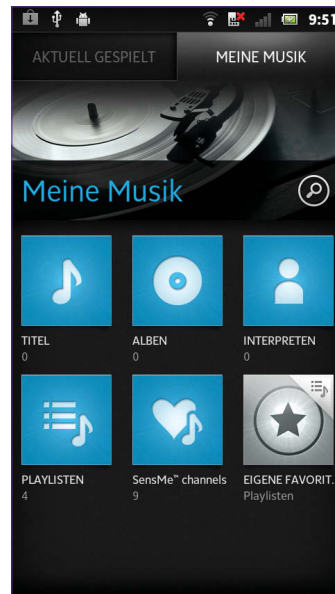 9:51
AKTUELL GESPIELT MEINE MUSIK
Meine Musik
TITEL ALBEN INTERPRETEN
0 0 0
PLAYLISTEN SensMe™ channels EIGENE FAVORIT...
4 9 Playlisten